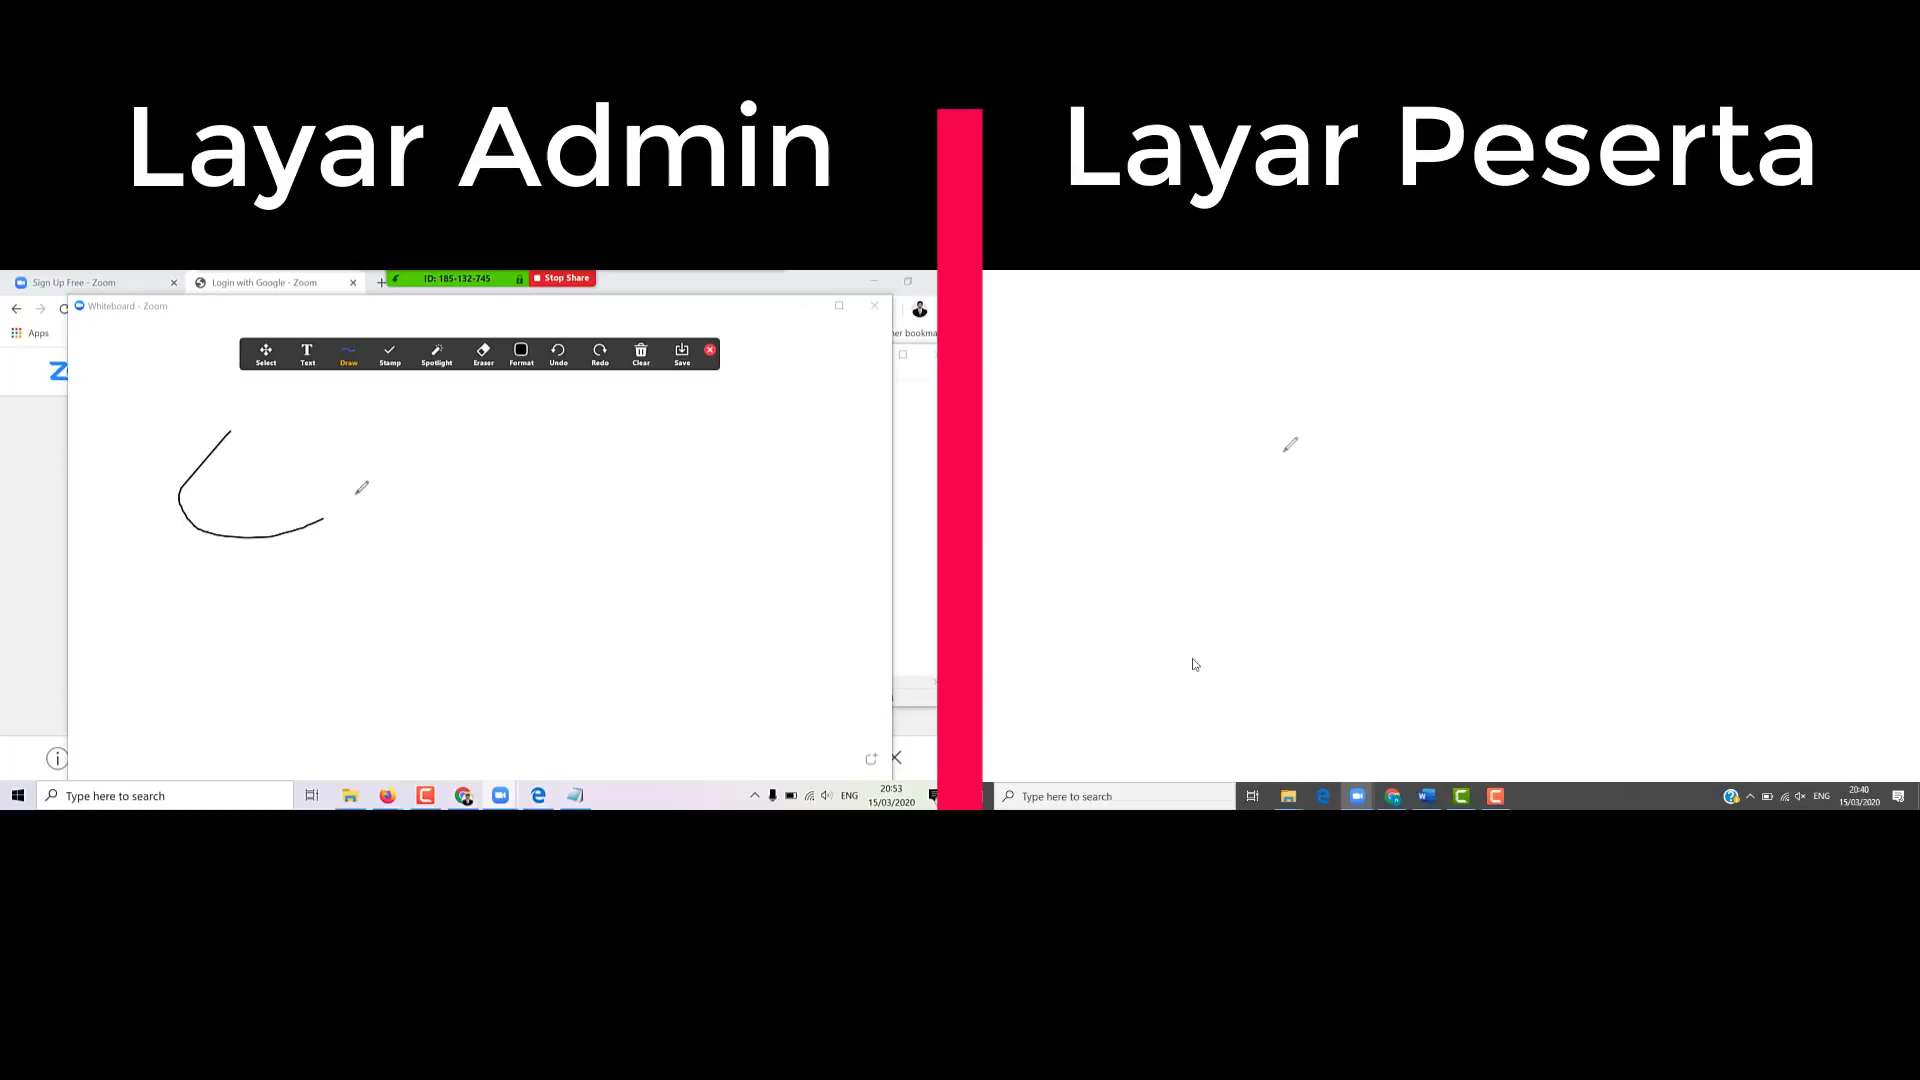 Layar Admin
Layar Peserta
Sign Up Free - Zoom
Login with Google - Zoom
ID: 185-132-745
Stop Share
Whiteboard - Zoom
Apps
her bookma
Select
Text
Draw
Stamp
Spotlight
Eraser
Format
Undo
Redo
Clear
Save
Type here to search
ENG
20:53
15/03/2020
Type here to search
ENG
20:40
15/03/2020